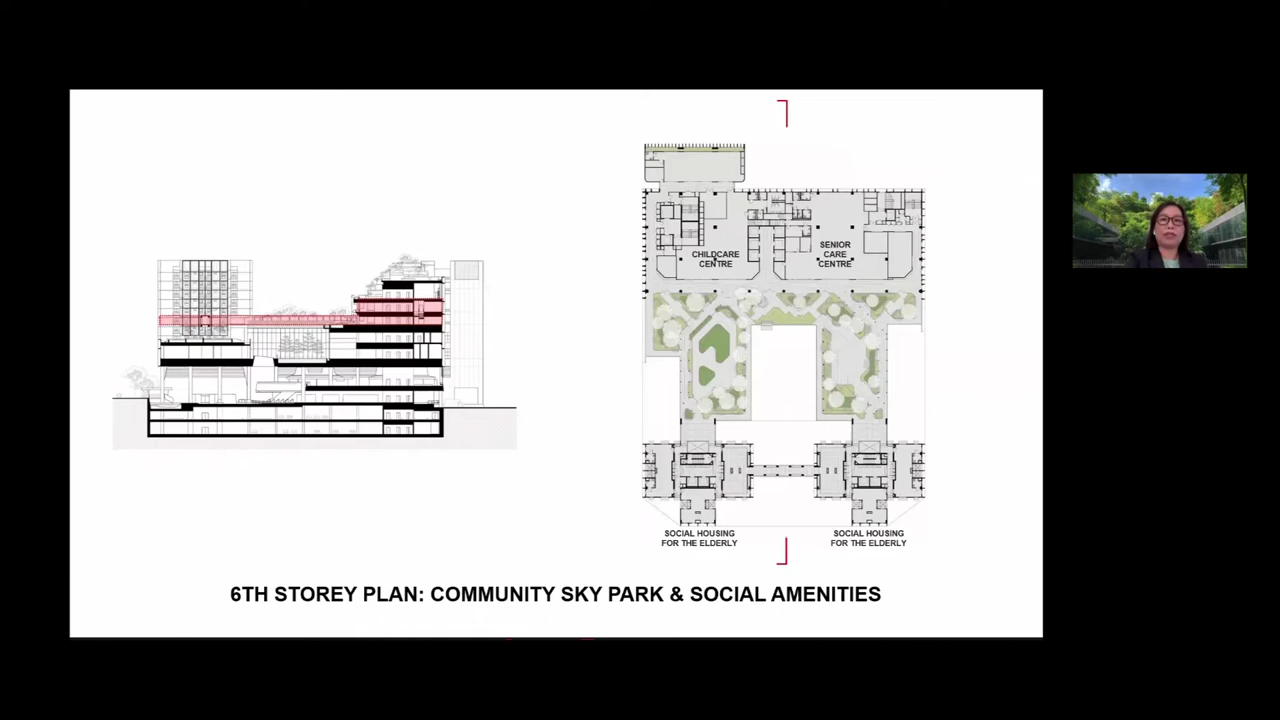 CHILDCARE
CENTRE
SENIOR
CARE
CENTRE
SOCIAL HOUSING
FOR THE ELDERLY
SOCIAL HOUSING
FOR THE ELDERLY
6TH STOREY PLAN: COMMUNITY SKY PARK & SOCIAL AMENITIES